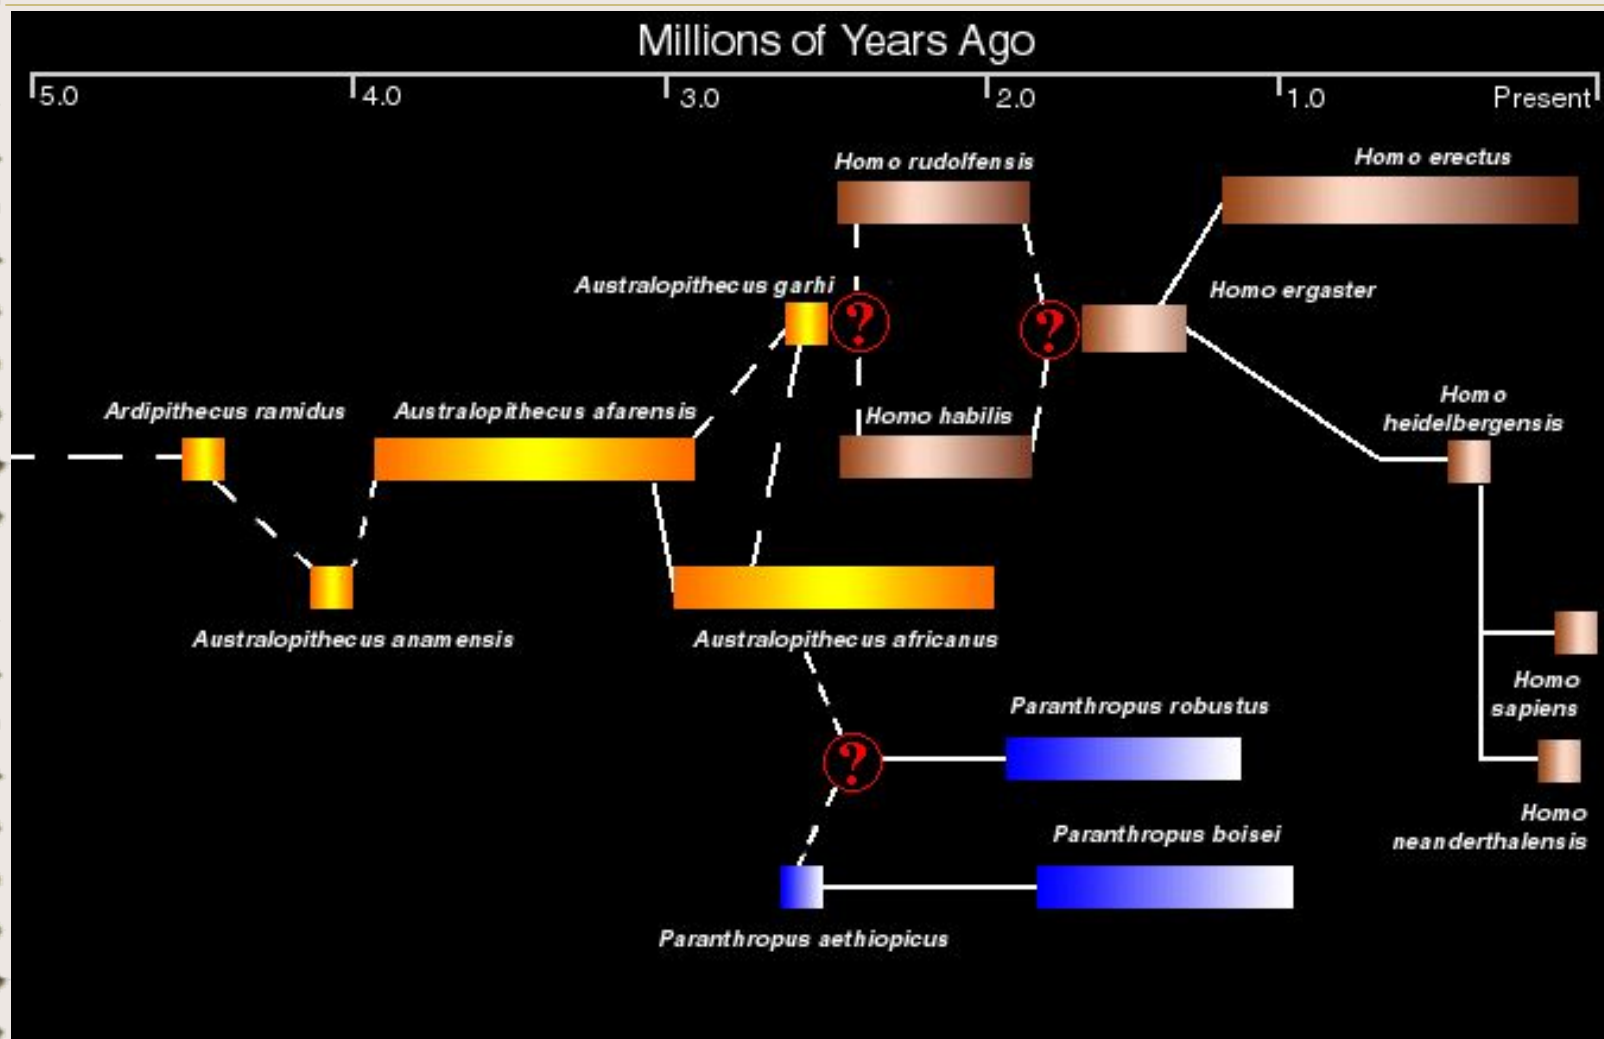 Millions of Years Ago
5.0 4.0 3.0 2.0 1.0 Present
Homo rudolfensis
Homo erectus
Australopithecus garhi
Homo ergaster
?
?
Ardipithecus ramidus
Australopithecus afarensis
Homo habilis
Homo
heidelbergensis
Australopithecus anamensis
Australopithecus africanus
Homo
sapiens
Paranthropus robustus
?
Paranthropus boisei
Homo
neanderthalensis
Paranthropus aethiopicus